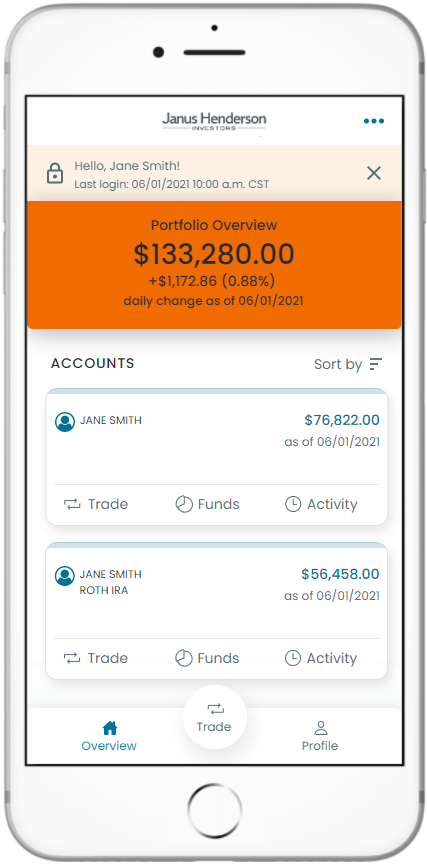 Janus Henderson
INVESTORS
Hello, Jane Smith!
Last login: 06/01/2021 10:00 a.m. CST
Portfolio Overview
$133,280.00
+$1,172.86 (0.88%)
daily change as of 06/01/2021
ACCOUNTS
Sort by
JANE SMITH
$76,822.00
as of 06/01/2021
Trade
Funds
Activity
JANE SMITH
ROTH IRA
$56,458.00
as of 06/01/2021
Trade
Funds
Activity
Overview
Trade
Profile